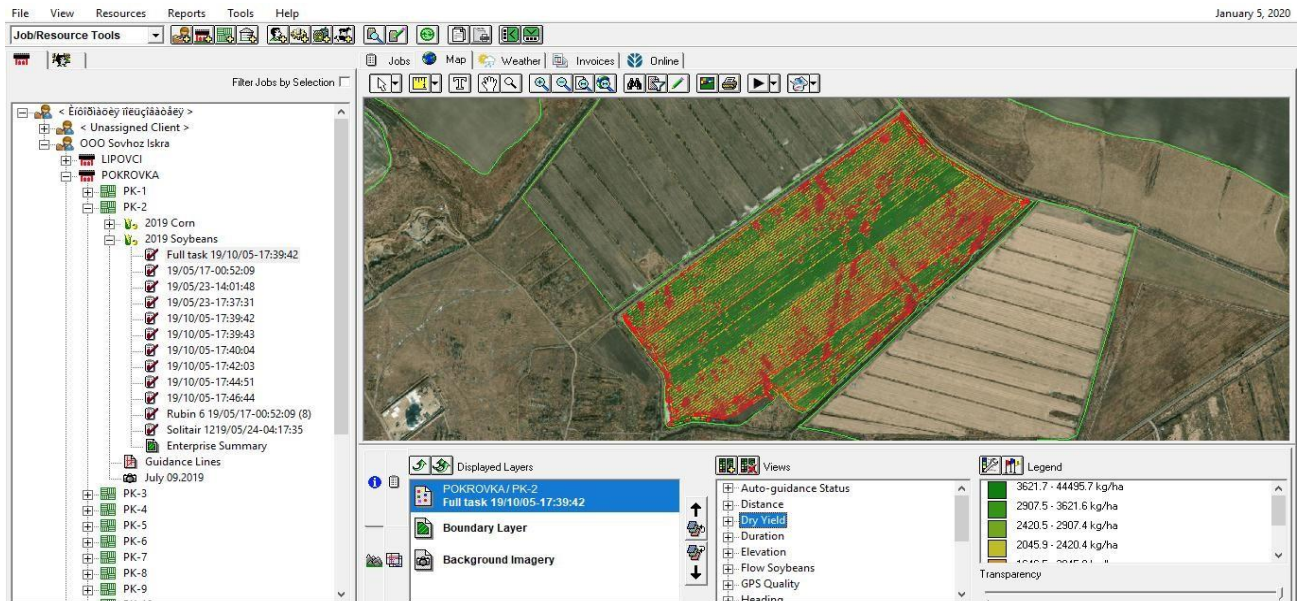 File View Resources Reports Tools Help
January 5, 2020
Job/Resource Tools
Jobs Map Weather Invoices Online
Filter Jobs by Selection
< Unassigned Client >
OOO Sovhoz Iskra
LIPOVCI
POKROVKA
PK-1
PK-2
2019 Corn
2019 Soybeans
Full task 19/10/05-17:39:42
19/05/17-00:52:09
19/05/23-14:01:48
19/05/23-17:37:31
19/10/05-17:39:42
19/10/05-17:39:43
19/10/05-17:40:04
19/10/05-17:42:03
19/10/05-17:44:51
19/10/05-17:46:44
Rubin 6 19/05/17-00:52:09 (8)
Solitair 1219/05/24-04:17:35
Enterprise Summary
Guidance Lines
July 09.2019
PK-3
PK-4
PK-5
PK-6
PK-7
PK-8
PK-9
Displayed Layers
POKROVKA/ PK-2
Full task 19/10/05-17:39:42
Boundary Layer
Background Imagery
Views
Auto-guidance Status
Distance
Dry Yield
Duration
Elevation
Flow Soybeans
GPS Quality
Heading
Legend
3621.7 - 44495.7 kg/ha
2907.5 - 3621.6 kg/ha
2420.5 - 2907.4 kg/ha
2045.9 - 2420.4 kg/ha
Transparency